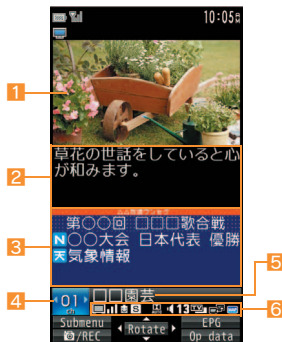 10:05
1
草花の世話をしていると心
が和みます。
2
第○○回 □□□歌合戦
N○○大会 日本代表 優勝
天気象情報
3
5
4
01
□□園芸
13
6
Submenu
EPG
Rotate
/REC
Op data